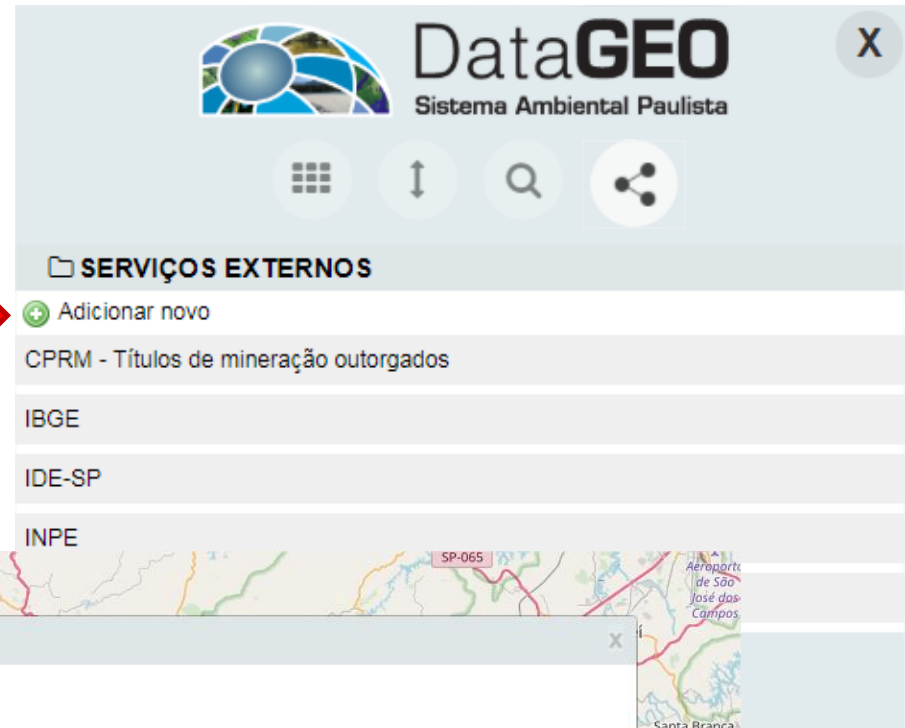 DataGEO
Sistema Ambiental Paulista
X
SERVIÇOS EXTERNOS
Adicionar novo
CPRM - Títulos de mineração outorgados
IBGE
IDE-SP
INPE
SP-065
Aeroporto
de São
José dos
Campos
x
Santa Branca